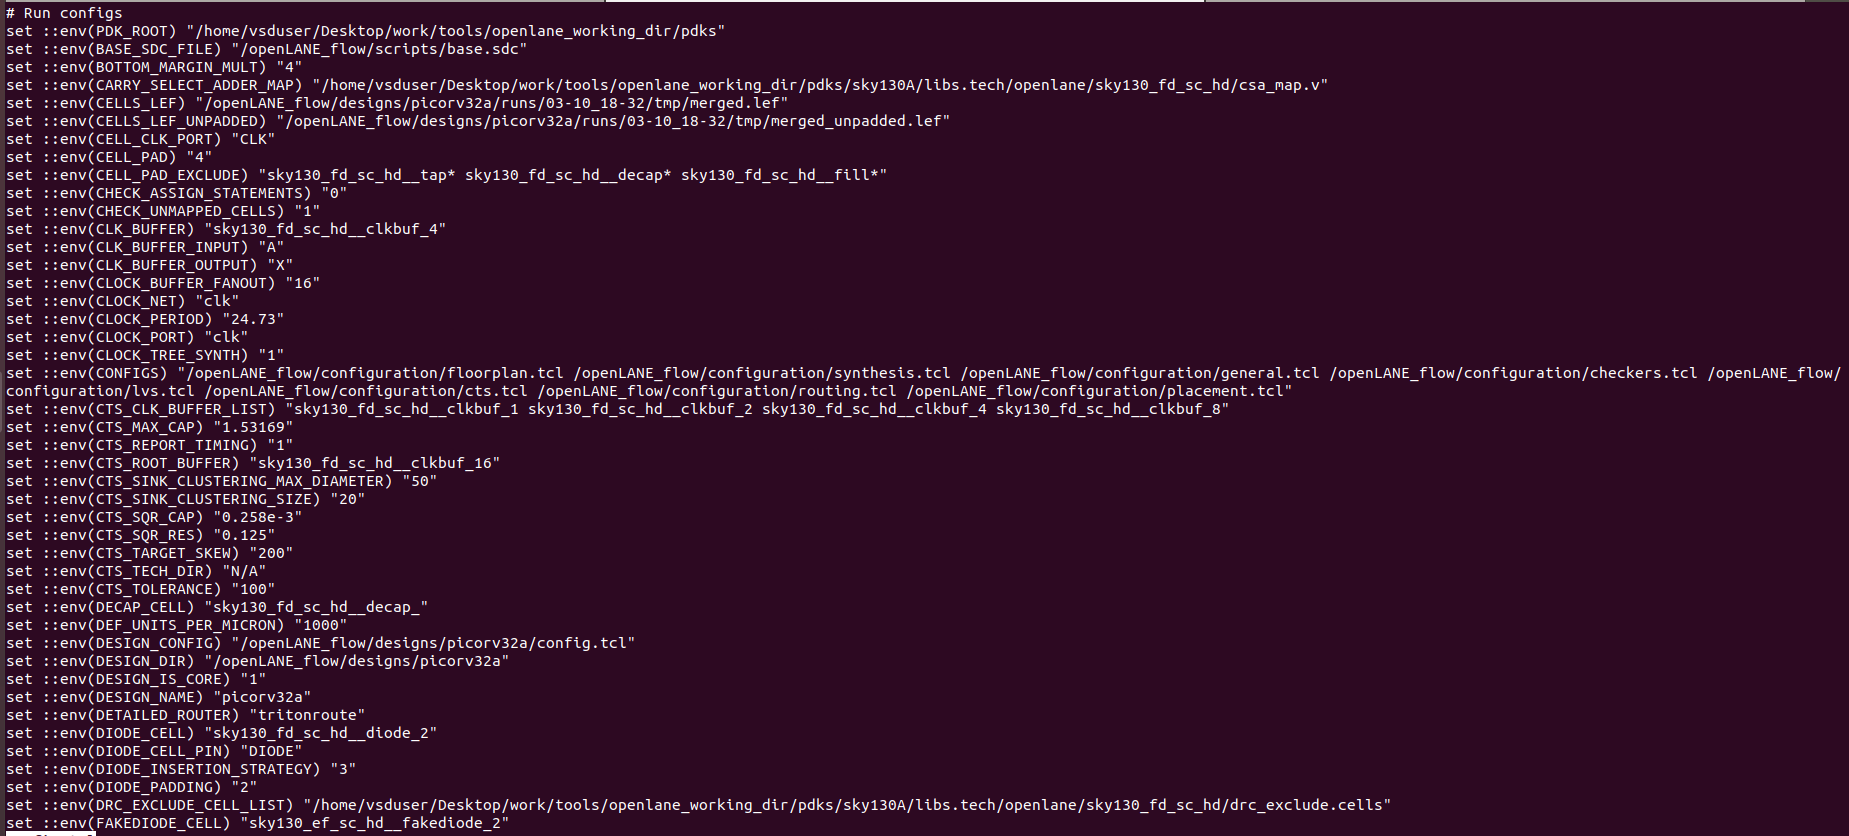 # Run configs
set ::env(PDK_ROOT) "/home/vsduser/Desktop/work/tools/openlane_working_dir/pdks"
set ::env(BASE_SDC_FILE) "/openLANE_flow/scripts/base.sdc"
set ::env(BOTTOM_MARGIN_MULT) "4"
set ::env(CARRY_SELECT_ADDER_MAP) "/home/vsduser/Desktop/work/tools/openlane_working_dir/pdks/sky130A/libs.tech/openlane/sky130_fd_sc_hd/csa_map.v"
set ::env(CELLS_LEF) "/openLANE_flow/designs/picorv32a/runs/03-10_18-32/tmp/merged.lef"
set ::env(CELLS_LEF_UNPADDED) "/openLANE_flow/designs/picorv32a/runs/03-10_18-32/tmp/merged_unpadded.lef"
set ::env(CELL_CLK_PORT) "CLK"
set ::env(CELL_PAD) "4"
set ::env(CELL_PAD_EXCLUDE) "sky130_fd_sc_hd__tap* sky130_fd_sc_hd__decap* sky130_fd_sc_hd__fill*"
set ::env(CHECK_ASSIGN_STATEMENTS) "0"
set ::env(CHECK_UNMAPPED_CELLS) "1"
set ::env(CLK_BUFFER) "sky130_fd_sc_hd__clkbuf_4"
set ::env(CLK_BUFFER_INPUT) "A"
set ::env(CLK_BUFFER_OUTPUT) "X"
set ::env(CLOCK_BUFFER_FANOUT) "16"
set ::env(CLOCK_NET) "clk"
set ::env(CLOCK_PERIOD) "24.73"
set ::env(CLOCK_PORT) "clk"
set ::env(CLOCK_TREE_SYNTH) "1"
set ::env(CONFIGS) "/openLANE_flow/configuration/floorplan.tcl /openLANE_flow/configuration/synthesis.tcl /openLANE_flow/configuration/general.tcl /openLANE_flow/configuration/checkers.tcl /openLANE_flow/
configuration/lvs.tcl /openLANE_flow/configuration/cts.tcl /openLANE_flow/configuration/routing.tcl /openLANE_flow/configuration/placement.tcl"
set ::env(CTS_CLK_BUFFER_LIST) "sky130_fd_sc_hd__clkbuf_1 sky130_fd_sc_hd__clkbuf_2 sky130_fd_sc_hd__clkbuf_4 sky130_fd_sc_hd__clkbuf_8"
set ::env(CTS_MAX_CAP) "1.53169"
set ::env(CTS_REPORT_TIMING) "1"
set ::env(CTS_ROOT_BUFFER) "sky130_fd_sc_hd__clkbuf_16"
set ::env(CTS_SINK_CLUSTERING_MAX_DIAMETER) "50"
set ::env(CTS_SINK_CLUSTERING_SIZE) "20"
set ::env(CTS_SQR_CAP) "0.258e-3"
set ::env(CTS_SQR_RES) "0.125"
set ::env(CTS_TARGET_SKEW) "200"
set ::env(CTS_TECH_DIR) "N/A"
set ::env(CTS_TOLERANCE) "100"
set ::env(DECAP_CELL) "sky130_fd_sc_hd__decap_"
set ::env(DEF_UNITS_PER_MICRON) "1000"
set ::env(DESIGN_CONFIG) "/openLANE_flow/designs/picorv32a/config.tcl"
set ::env(DESIGN_DIR) "/openLANE_flow/designs/picorv32a"
set ::env(DESIGN_IS_CORE) "1"
set ::env(DESIGN_NAME) "picorv32a"
set ::env(DETAILED_ROUTER) "tritonroute"
set ::env(DIODE_CELL) "sky130_fd_sc_hd__diode_2"
set ::env(DIODE_CELL_PIN) "DIODE"
set ::env(DIODE_INSERTION_STRATEGY) "3"
set ::env(DIODE_PADDING) "2"
set ::env(DRC_EXCLUDE_CELL_LIST) "/home/vsduser/Desktop/work/tools/openlane_working_dir/pdks/sky130A/libs.tech/openlane/sky130_fd_sc_hd/drc_exclude.cells"
set ::env(FAKEDIODE_CELL) "sky130_ef_sc_hd__fakediode_2"